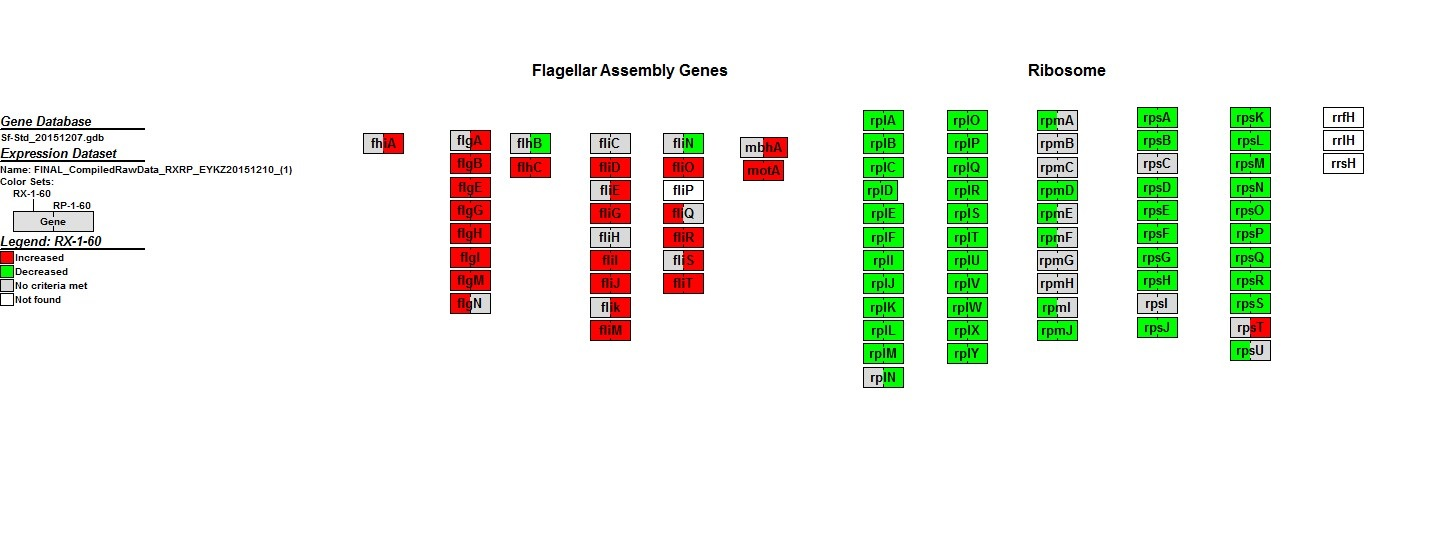 Flagellar Assembly Genes
Ribosome
Gene Database
Sf-Std_20151207.gdb
Expression Dataset
Name: FINAL_CompiledRawData_RXRP_EYKZ20151210_(1)
Color Sets:
RX-1-60
RP-1-60
Gene
Legend: RX-1-60
Increased
Decreased
No criteria met
Not found
fhiA
flgA
flgB
flgE
flgG
flgH
flgI
flgM
flgN
flhB
flhC
fliC
fliD
fliE
fliG
fliH
fliI
fliJ
flik
fliM
fliN
fliO
fliP
fliQ
fliR
fliS
fliT
mbhA
motA
rplA
rplB
rplC
rplD
rplE
rplF
rplI
rplJ
rplK
rplL
rplM
rplN
rplO
rplP
rplQ
rplR
rplS
rplT
rplU
rplV
rplW
rplX
rplY
rpmA
rpmB
rpmC
rpmD
rpmE
rpmF
rpmG
rpmH
rpmI
rpmJ
rpsA
rpsB
rpsC
rpsD
rpsE
rpsF
rpsG
rpsH
rpsI
rpsJ
rpsK
rpsL
rpsM
rpsN
rpsO
rpsP
rpsQ
rpsR
rpsS
rpsT
rpsU
rrfH
rrlH
rrsH